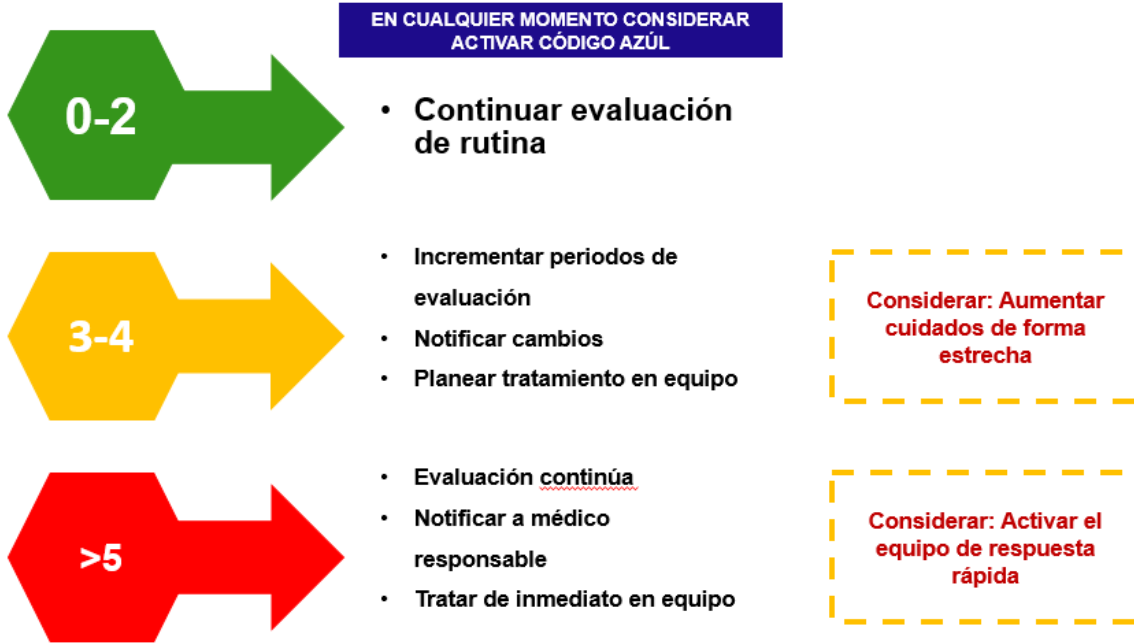 EN CUALQUIER MOMENTO CONSIDERAR
ACTIVAR CÓDIGO AZÚL
0-2
• Continuar evaluación
de rutina
3-4
• Incrementar periodos de
evaluación
• Notificar cambios
• Planear tratamiento en equipo
Considerar: Aumentar
cuidados de forma
estrecha
>5
• Evaluación continúa
• Notificar a médico
responsable
• Tratar de inmediato en equipo
Considerar: Activar el
equipo de respuesta
rápida